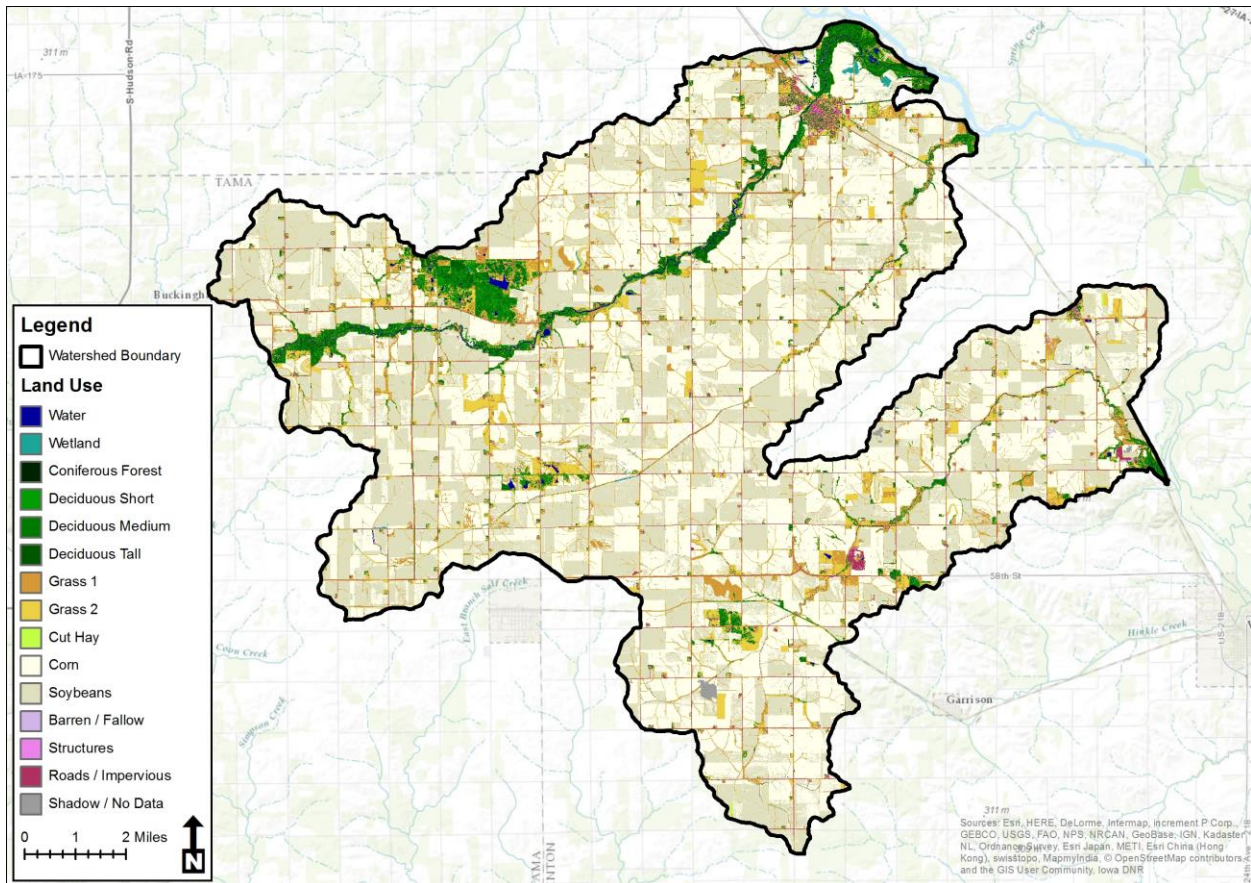 27-IA-
Spring Creek
311 m
IA-175
S Hudson Rd
TAMA
Buckingh
Legend
Watershed Boundary
Land Use
Water
Wetland
Coniferous Forest
Deciduous Short
Deciduous Medium
Deciduous Tall
Grass 1
Grass 2
Cut Hay
Corn
Soybeans
Barren / Fallow
Structures
Roads / Impervious
Shadow / No Data
0 1 2 Miles
N
58th St
East Branch Salt Creek
Hinkle Creek
US-218
V
Coon Creek
Simpson Creek
Garrison
TAMA
NTON
311 m
Sources: Esri, HERE, DeLorme, Intermap, increment P Corp.,
GEBCO, USGS, FAO, NPS, NRCAN, GeoBase, IGN, Kadaster
NL, Ordnance Survey, Esri Japan, METI, Esri China (Hong
Kong), swisstopo, MapmyIndia, © OpenStreetMap contributors,
and the GIS User Community, Iowa DNR
24th Ave